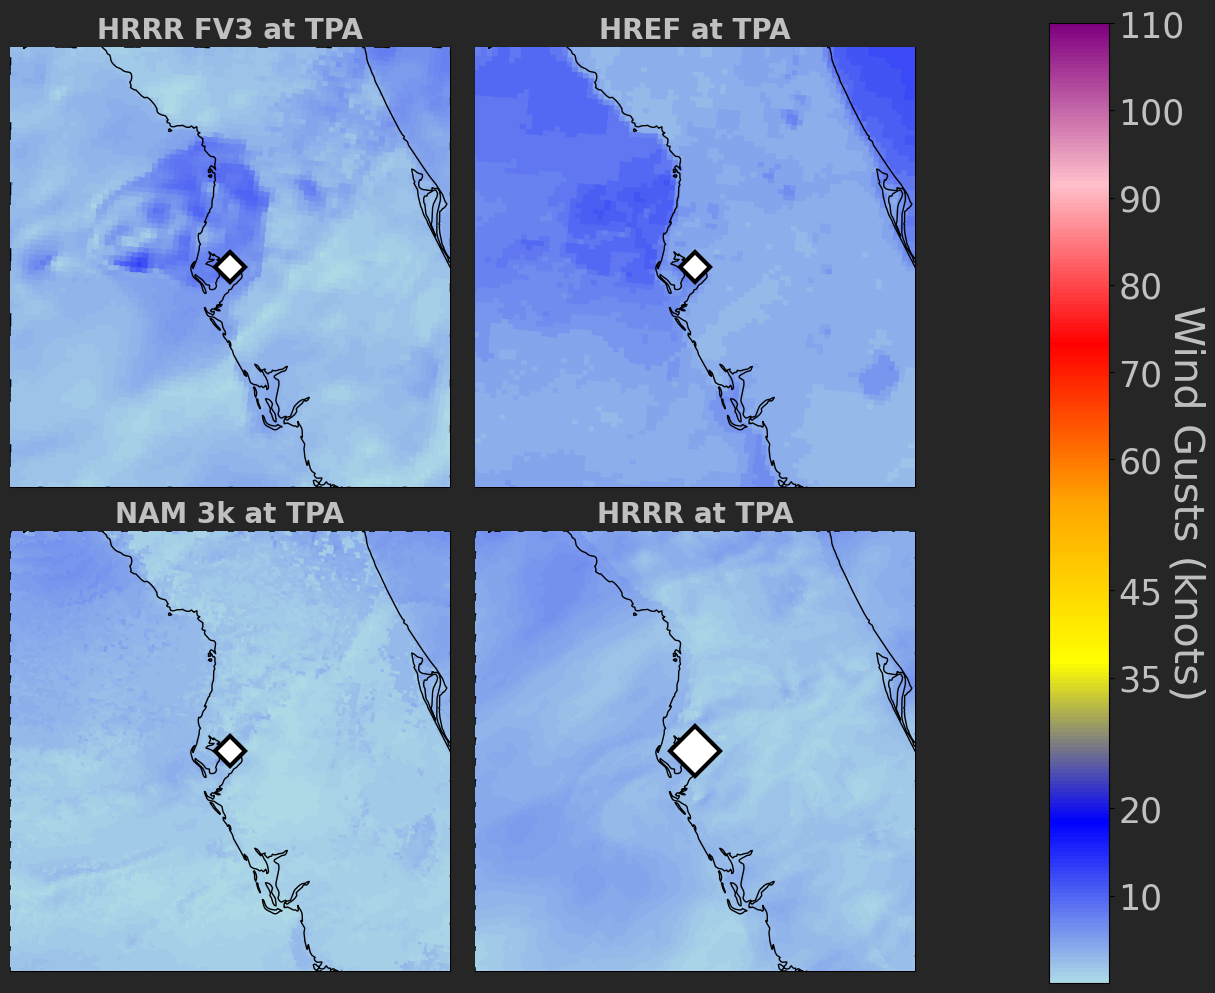 HRRR FV3 at TPA
HREF at TPA
NAM 3k at TPA
HRRR at TPA
110
100
90
80
70
60
45
35
20
10
Wind Gusts (knots)